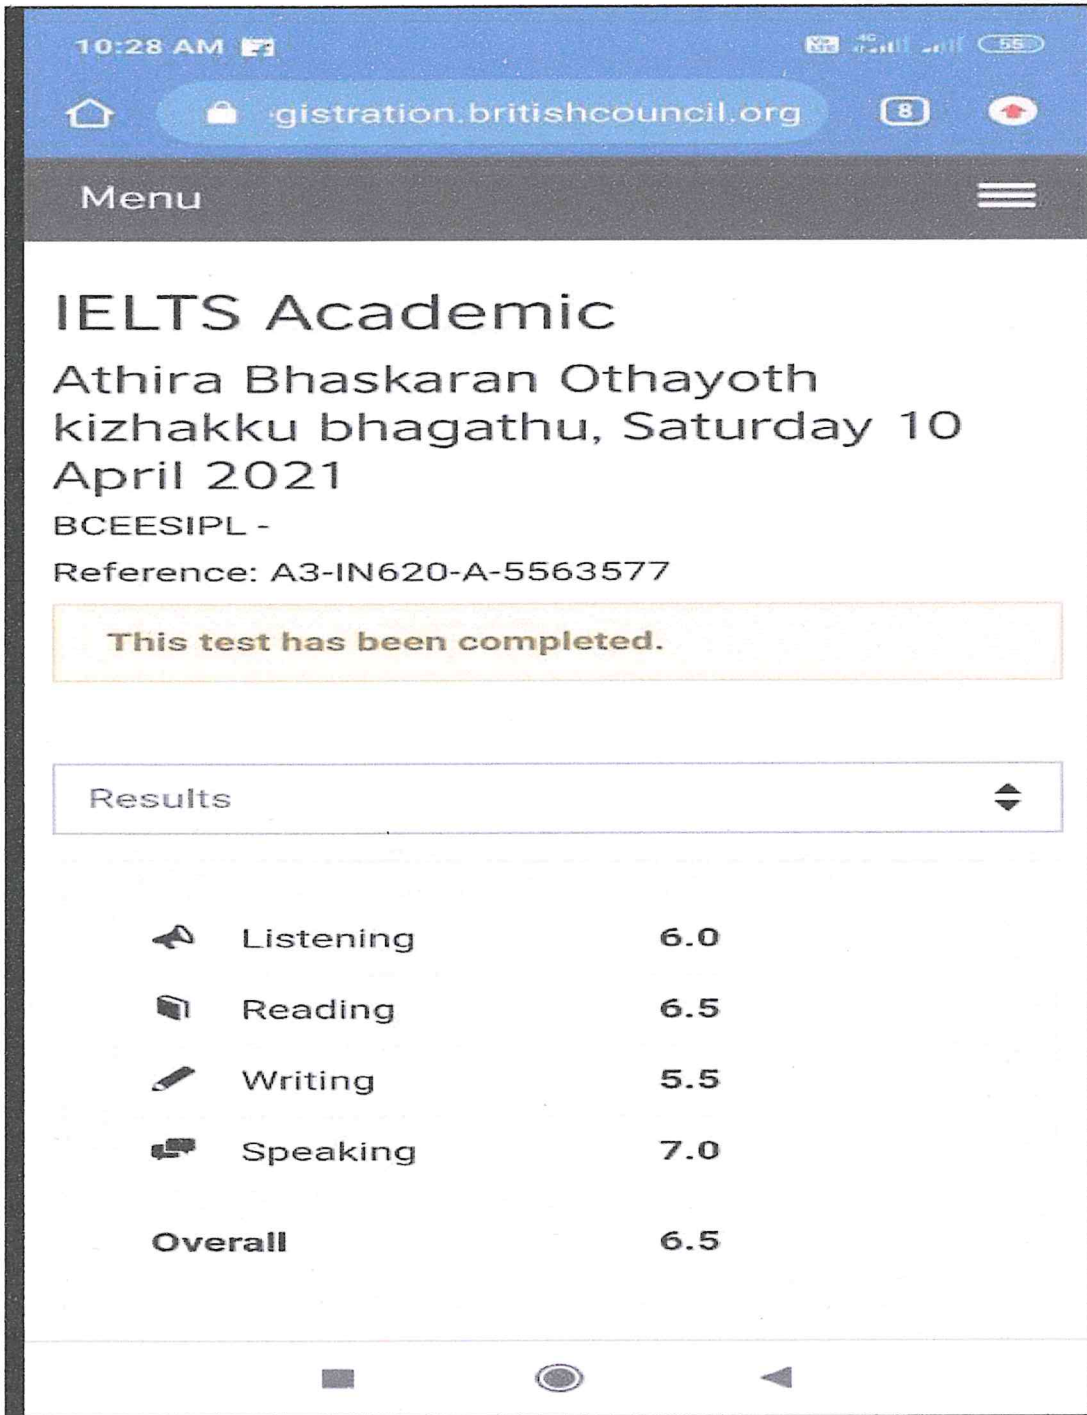 10:28 AM
4G 55
gistration.britishcouncil.org 8
Menu
IELTS Academic
Athira Bhaskaran Othayoth
kizhakku bhagathu, Saturday 10
April 2021
BCEESIPL -
Reference: A3-IN620-A-5563577
This test has been completed.
Results
Listening 6.0
Reading 6.5
Writing 5.5
Speaking 7.0
Overall 6.5